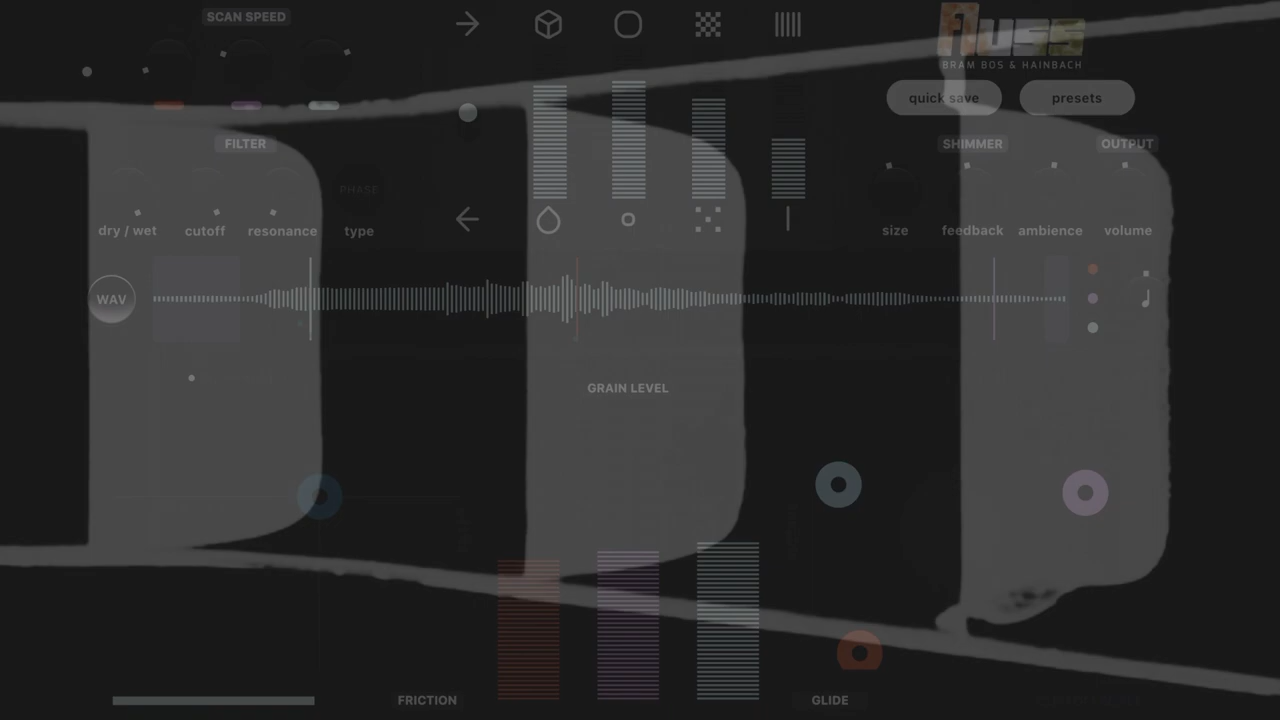 SCAN SPEED
fluss
BRAM BOS & HAINBACH
quick save
presets
FILTER
SHIMMER
OUTPUT
PHASE
dry / wet
cutoff
resonance
type
size
feedback
ambience
volume
WAV
GRAIN LEVEL
FRICTION
GLIDE